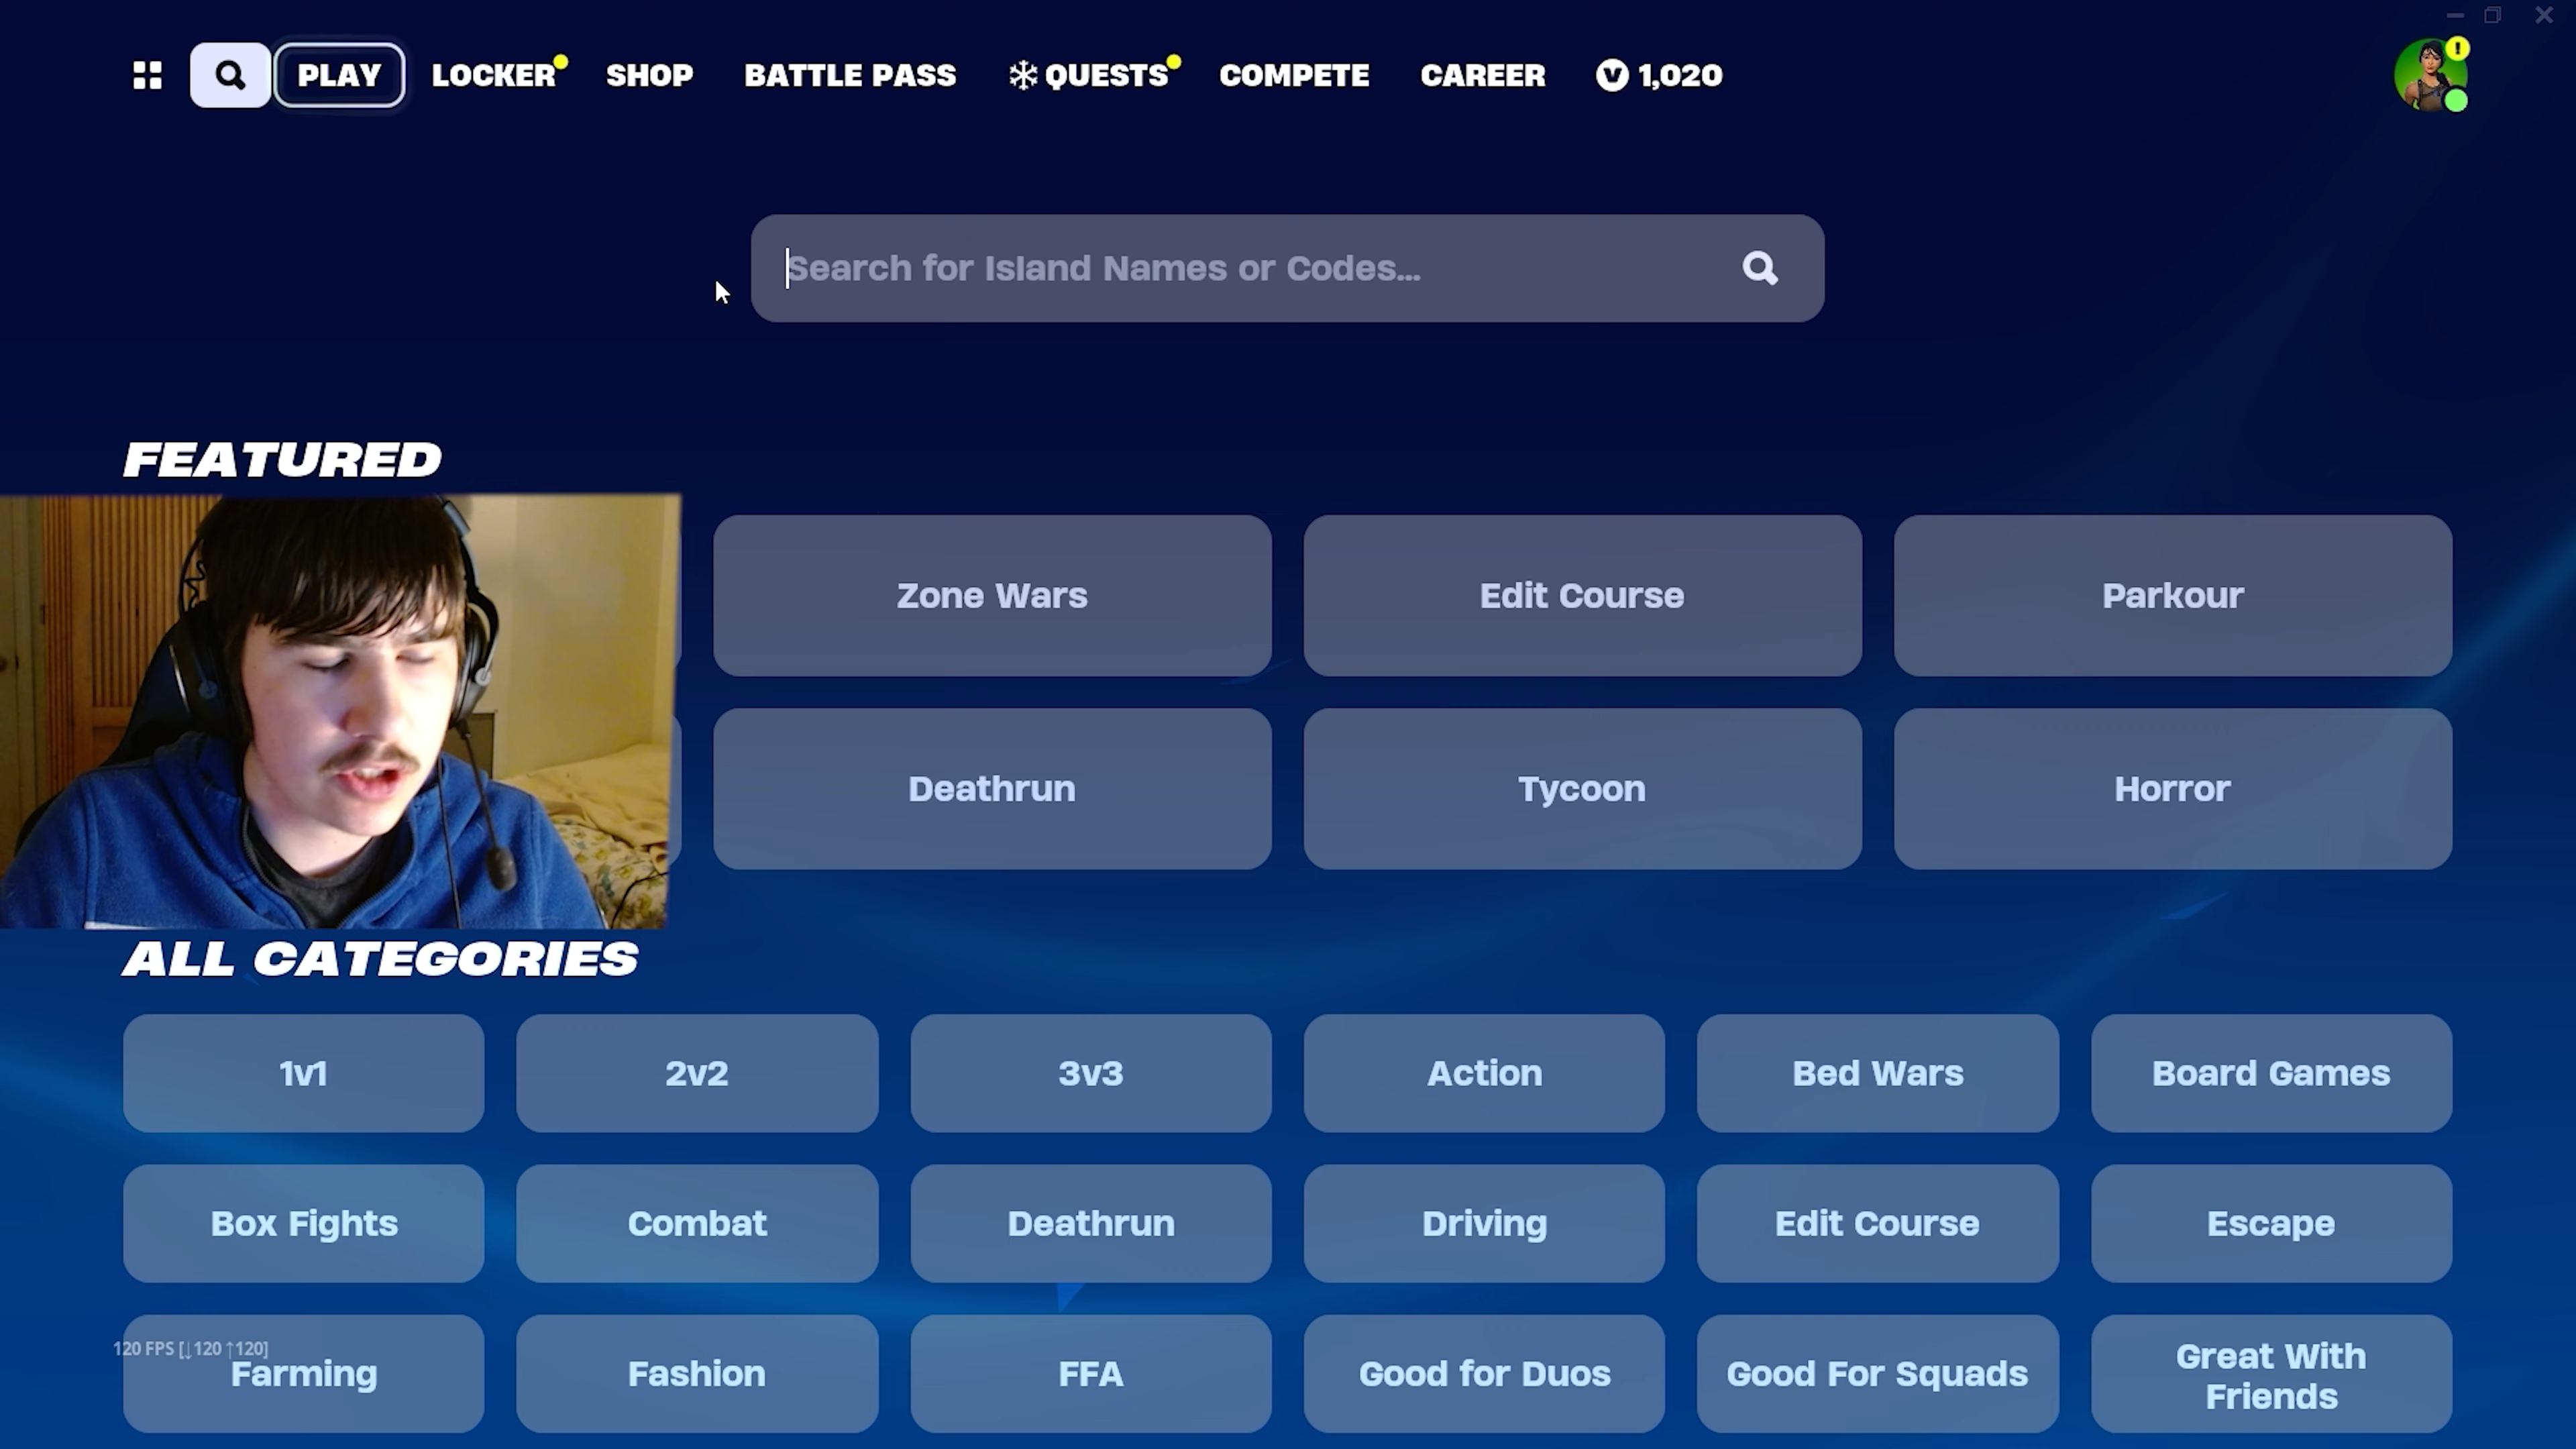 PLAY LOCKER SHOP BATTLE PASS QUESTS COMPETE CAREER V 1,020
Search for Island Names or Codes...
FEATURED
Zone Wars Edit Course Parkour
Deathrun Tycoon Horror
ALL CATEGORIES
1v1 2v2 3v3 Action Bed Wars Board Games
Box Fights Combat Deathrun Driving Edit Course Escape
120 FPS [↓120 ↑120]
Farming Fashion FFA Good for Duos Good For Squads Great With
Friends